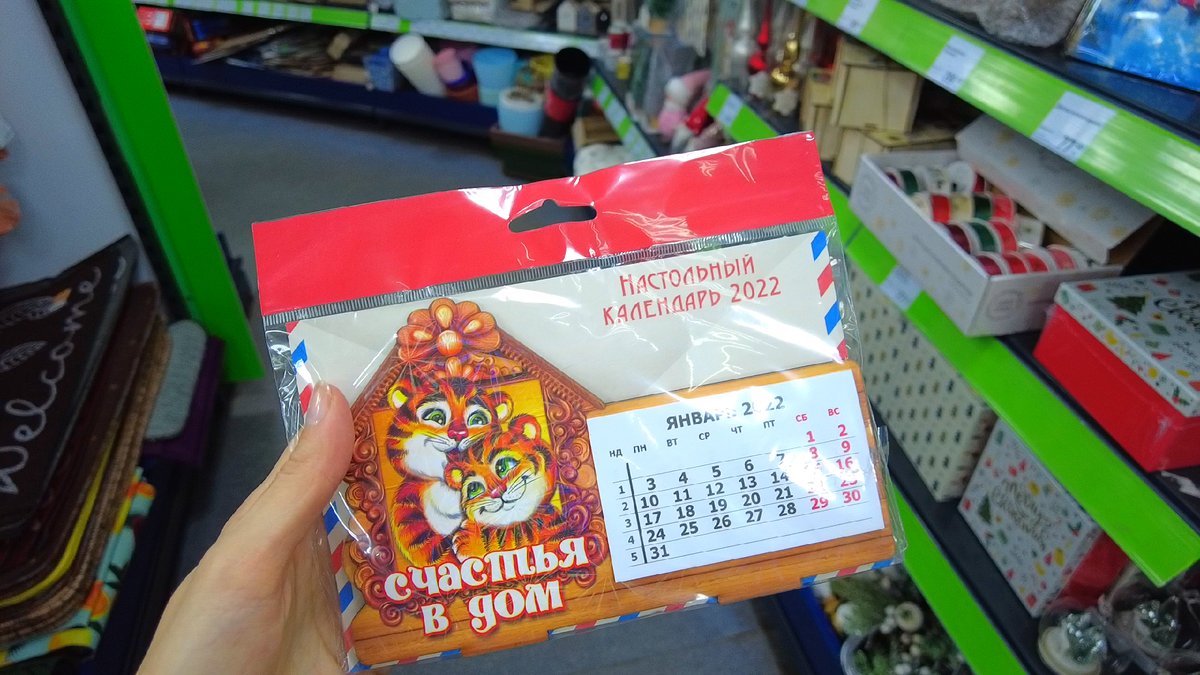 НАСТОЛЬНЫЙ
КАЛЕНДАРЬ 2022
ЯНВАРЬ 2022
НД ПН ВТ СР ЧТ ПТ СБ ВС
1 2
1 3 4 5 6 7 8 9
2 10 11 12 13 14 16
3 17 18 19 20 21 23
4 24 25 26 27 28 29 30
5 31
СЧАСТЬЯ
В ДОМ
Welcome